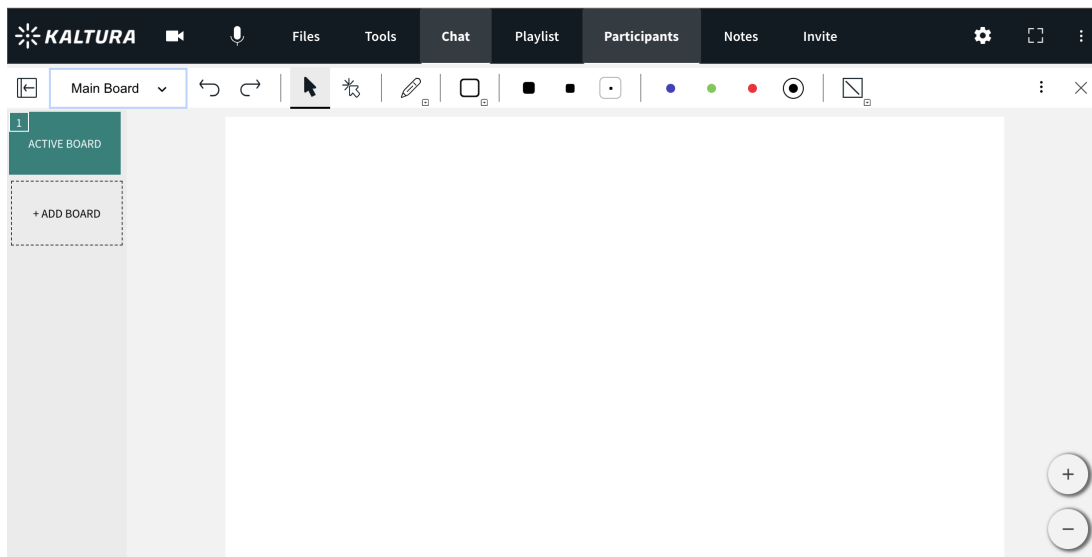 KALTURA Files Tools Chat Playlist Participants Notes Invite
Main Board
1
ACTIVE BOARD
+ ADD BOARD
+
−